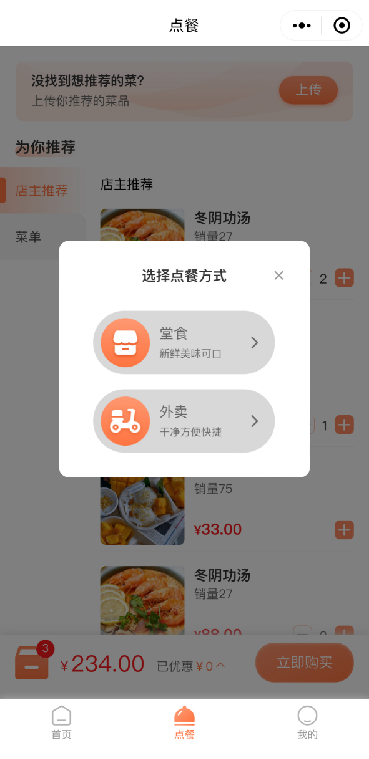 点餐
没找到想推荐的菜?
上传你推荐的菜品
上传
为你推荐
店主推荐
菜单
店主推荐
冬阴功汤
销量27
2
选择点餐方式
堂食
新鲜美味可口
外卖
干净方便快捷
1
销量75
¥33.00
冬阴功汤
销量27
¥88.00
3
¥234.00
已优惠¥0
立即购买
首页
点餐
我的